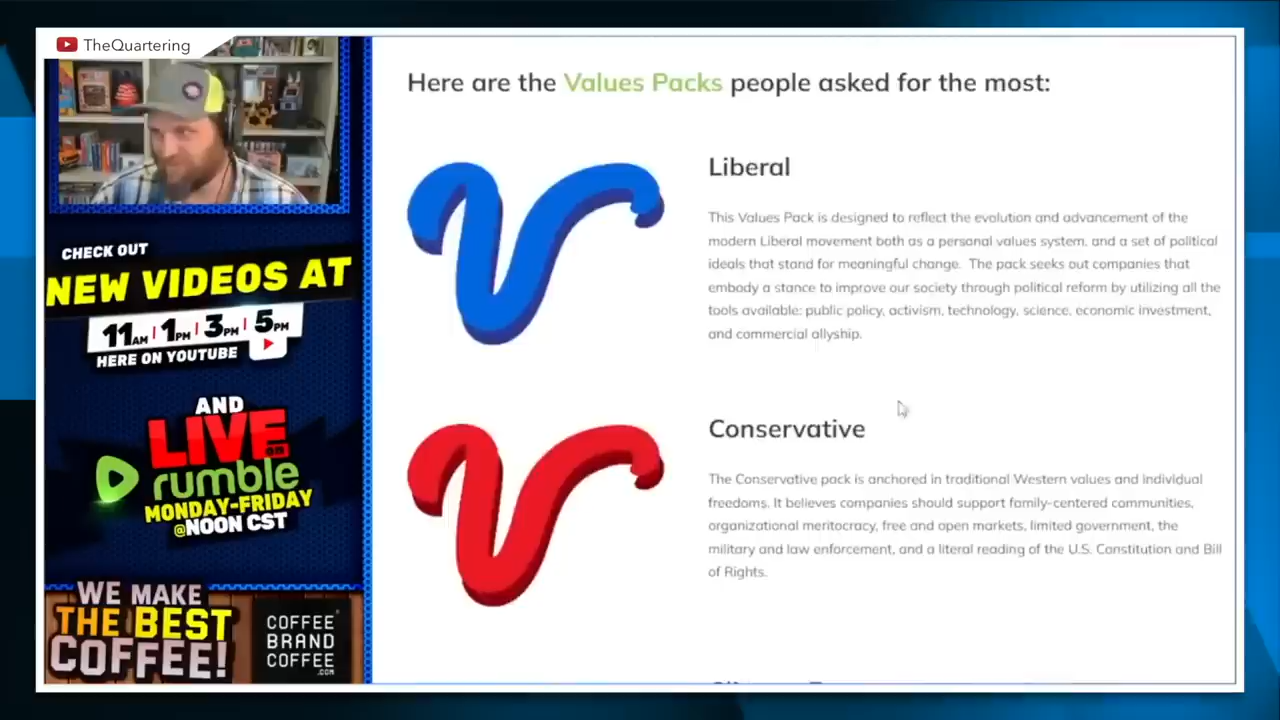 TheQuartering
CHECK OUT
NEW VIDEOS AT
11AM | 1PM | 3PM | 5PM
HERE ON YOUTUBE
AND
LIVE on
rumble
MONDAY-FRIDAY
@NOON CST
WE MAKE
THE BEST
COFFEE!
COFFEE
BRAND
COFFEE
.COM
Here are the Values Packs people asked for the most:
Liberal
This Values Pack is designed to reflect the evolution and advancement of the
modern Liberal movement both as a personal values system, and a set of political
ideals that stand for meaningful change. The pack seeks out companies that
embody a stance to improve our society through political reform by utilizing all the
tools available: public policy, activism, technology, science, economic investment,
and commercial allyship.
Conservative
The Conservative pack is anchored in traditional Western values and individual
freedoms. It believes companies should support family-centered communities,
organizational meritocracy, free and open markets, limited government, the
military and law enforcement, and a literal reading of the U.S. Constitution and Bill
of Rights.